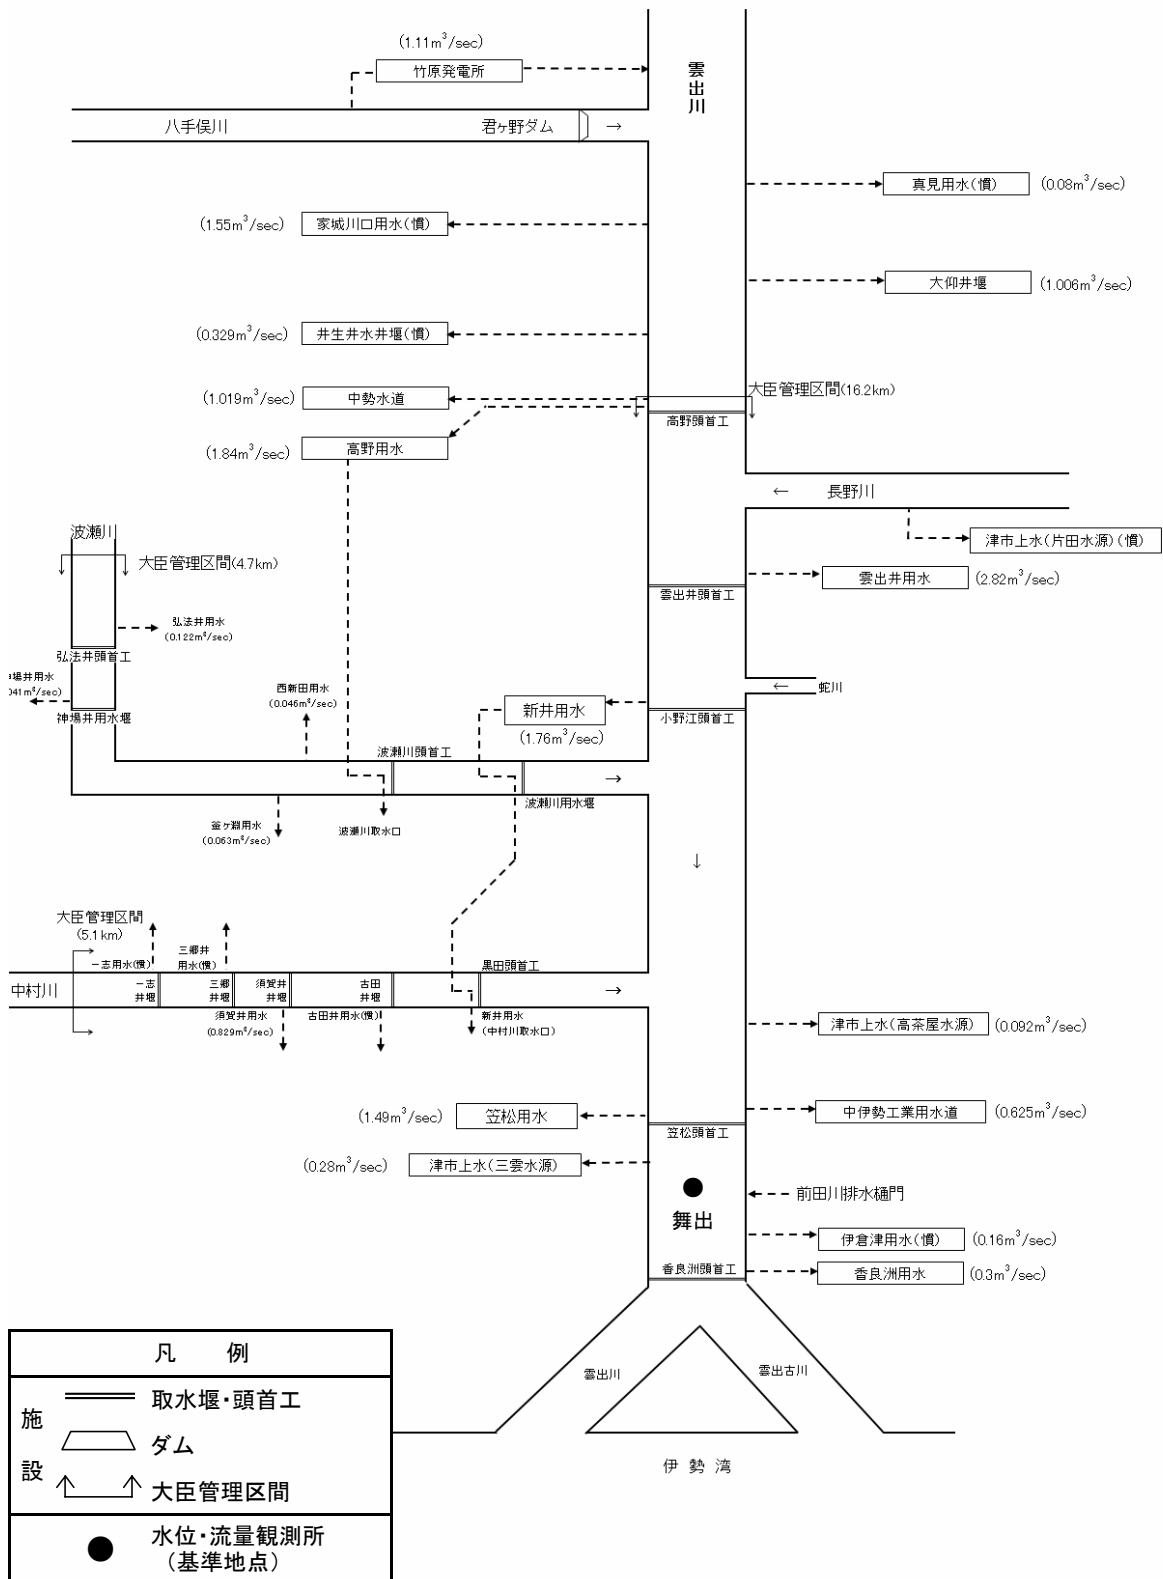 (1.11m³/sec)
竹原発電所
雲出川
八手俣川
君ヶ野ダム
→
真見用水(慣)
(0.08m³/sec)
(1.55m³/sec)
家城川口用水(慣)
大仰井堰
(1.006m³/sec)
(0.329m³/sec)
井生井水井堰(慣)
大臣管理区間(16.2km)
(1.019m³/sec)
中勢水道
高野頭首工
(1.84m³/sec)
高野用水
←
長野川
波瀬川
大臣管理区間(4.7km)
津市上水(片田水源)(慣)
雲出井用水
(2.82m³/sec)
雲出井頭首工
弘法井用水
(0.122m³/sec)
弘法井頭首工
場井用水
041m³/sec)
神場井用水堰
西新田用水
(0.046m³/sec)
←
蛇川
新井用水
(1.76m³/sec)
小野江頭首工
波瀬川頭首工
→
波瀬川用水堰
釜ヶ淵用水
(0.063m³/sec)
波瀬川取水口
↓
大臣管理区間
(5.1km)
一志用水(慣)
三郷井
用水(慣)
黒田頭首工
中村川
一志
井堰
三郷
井堰
須賀井
井堰
古田
井堰
→
須賀井用水
(0.829m³/sec)
古田井用水(慣)
新井用水
(中村川取水口)
津市上水(高茶屋水源)
(0.092m³/sec)
(1.49m³/sec)
笠松用水
中伊勢工業用水道
(0.625m³/sec)
笠松頭首工
(0.28m³/sec)
津市上水(三雲水源)
前田川排水樋門
舞出
伊倉津用水(慣)
(0.16m³/sec)
香良洲頭首工
香良洲用水
(0.3m³/sec)
雲出川
雲出古川
伊勢湾
凡例
施設
取水堰・頭首工
ダム
大臣管理区間
水位・流量観測所
(基準地点)